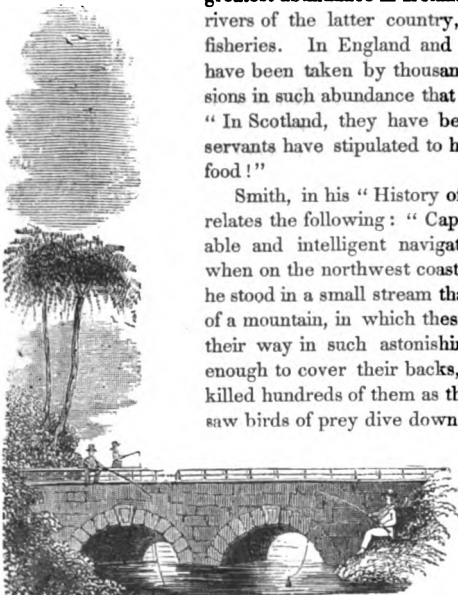 rivers of the latter country,
fisheries. In England and
have been taken by thousan
sions in such abundance that
“ In Scotland, they have be
servants have stipulated to h
food !”
Smith, in his “ History of
relates the following : “ Cap
able and intelligent navigat
when on the northwest coast
he stood in a small stream tha
of a mountain, in which thes
their way in such astonishin
enough to cover their backs,
killed hundreds of them as th
saw birds of prey dive down